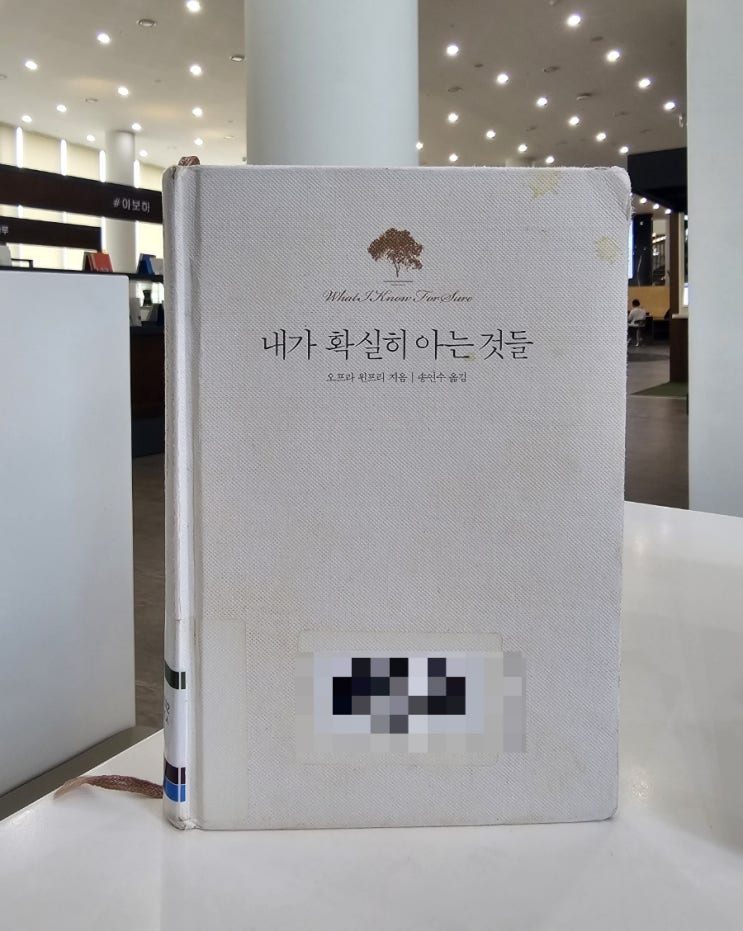 #이보하
What I Know For Sure
내가 확실히 아는 것들
오프라 윈프리 지음 | 송연수 옮김